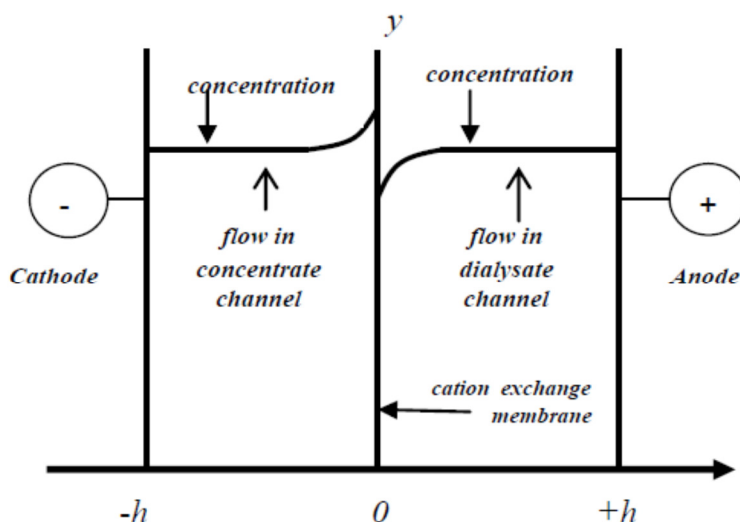 y
concentration
concentration
-
+
flow in
concentrate
channel
flow in
dialysate
channel
Cathode
Anode
cation exchange
membrane
-h
0
+h